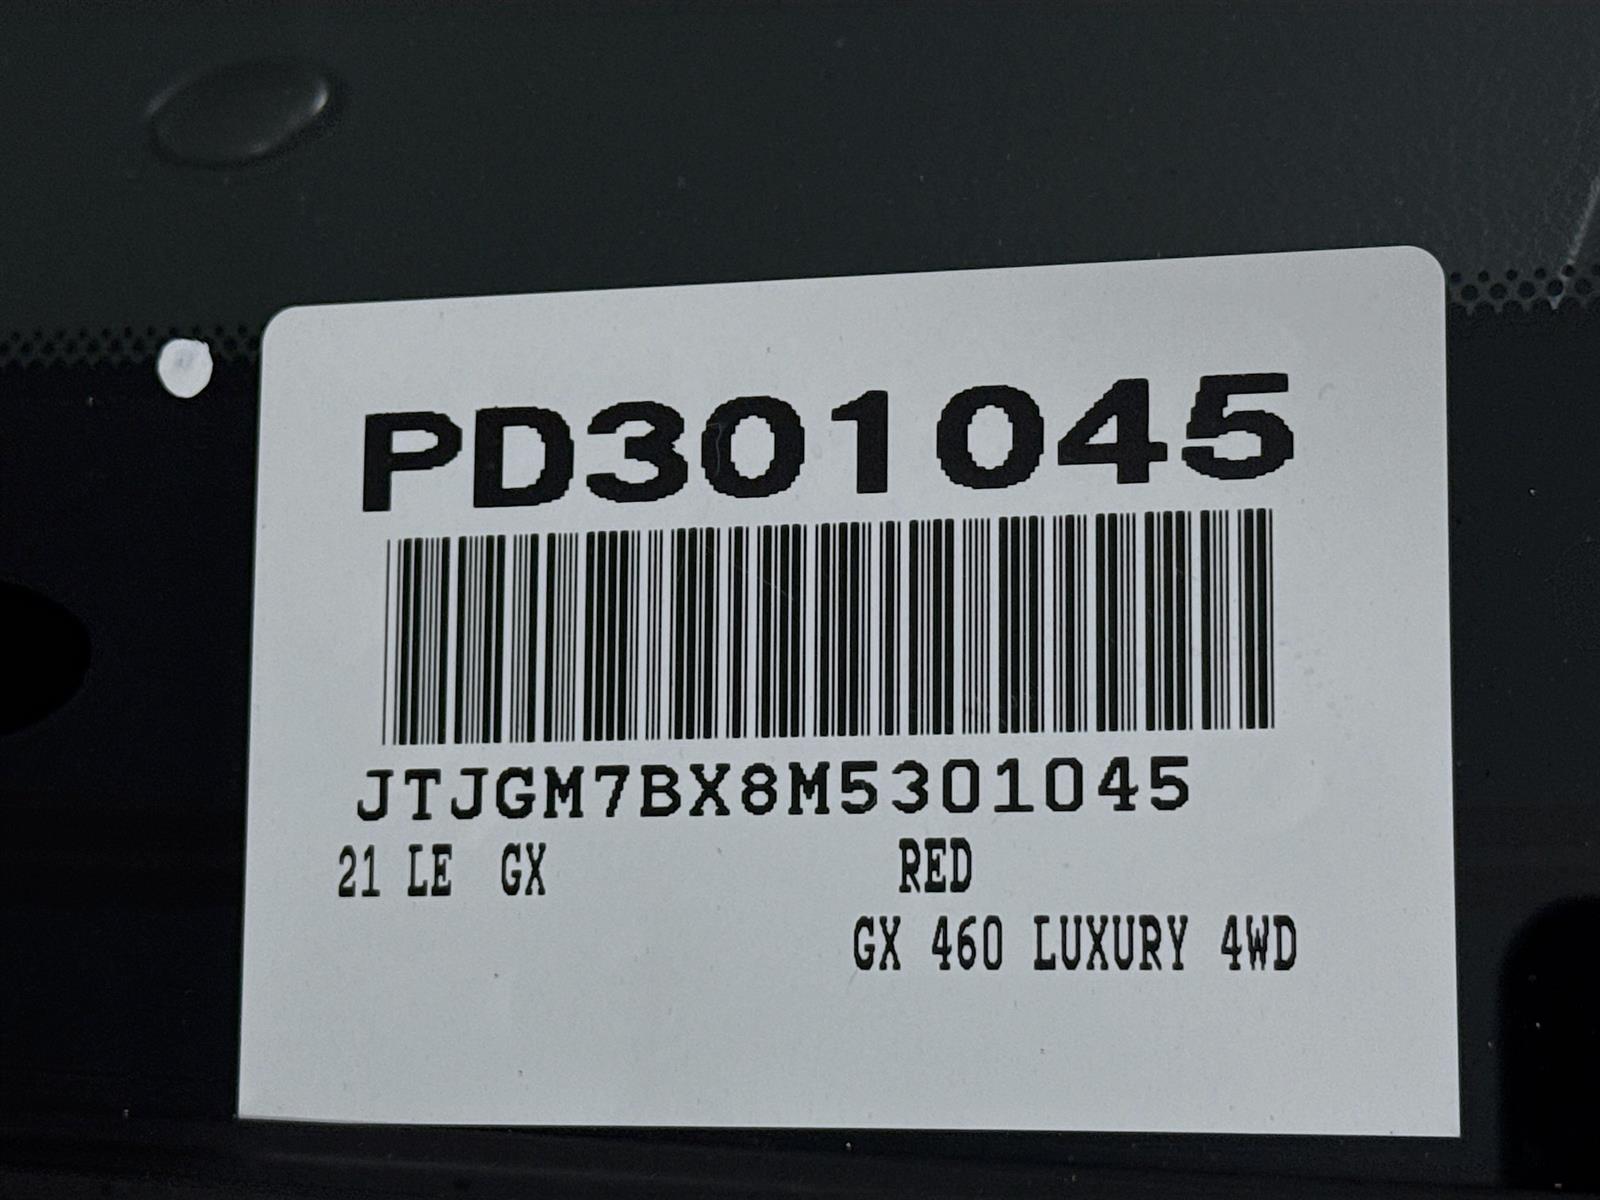 PD301045
JTJGM7BX8M5301045
21 LE GX RED
GX 460 LUXURY 4WD